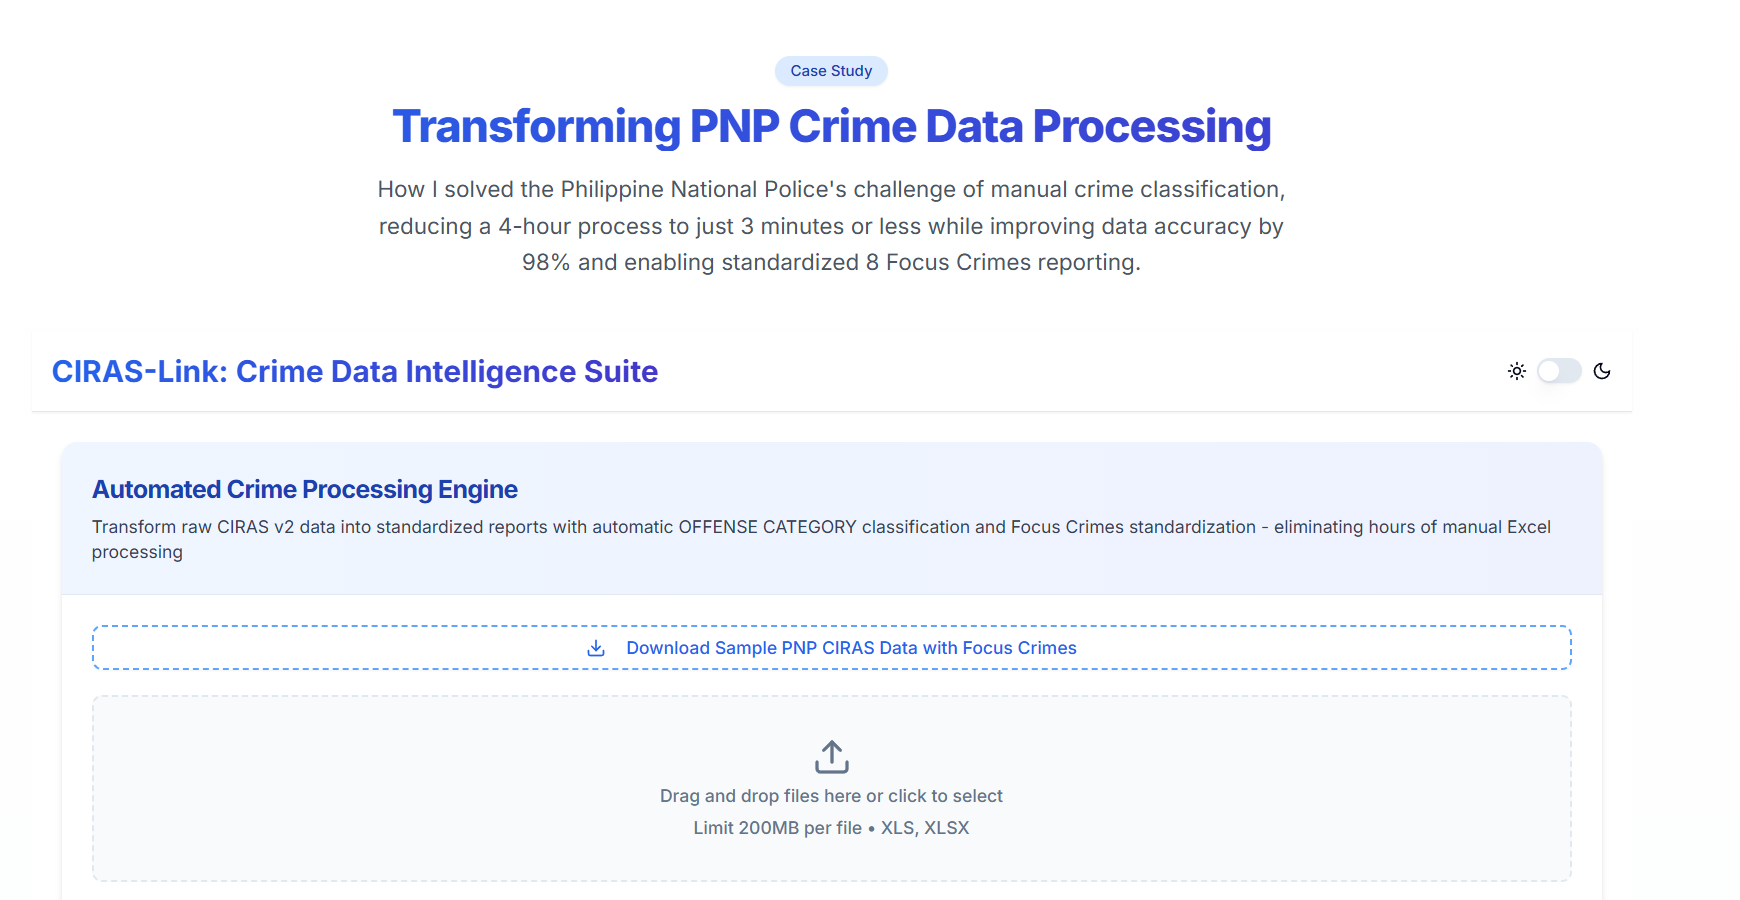 Case Study
Transforming PNP Crime Data Processing
How I solved the Philippine National Police's challenge of manual crime classification,
reducing a 4-hour process to just 3 minutes or less while improving data accuracy by
98% and enabling standardized 8 Focus Crimes reporting.
CIRAS-Link: Crime Data Intelligence Suite
Automated Crime Processing Engine
Transform raw CIRAS v2 data into standardized reports with automatic OFFENSE CATEGORY classification and Focus Crimes standardization - eliminating hours of manual Excel
processing
Download Sample PNP CIRAS Data with Focus Crimes
Drag and drop files here or click to select
Limit 200MB per file • XLS, XLSX